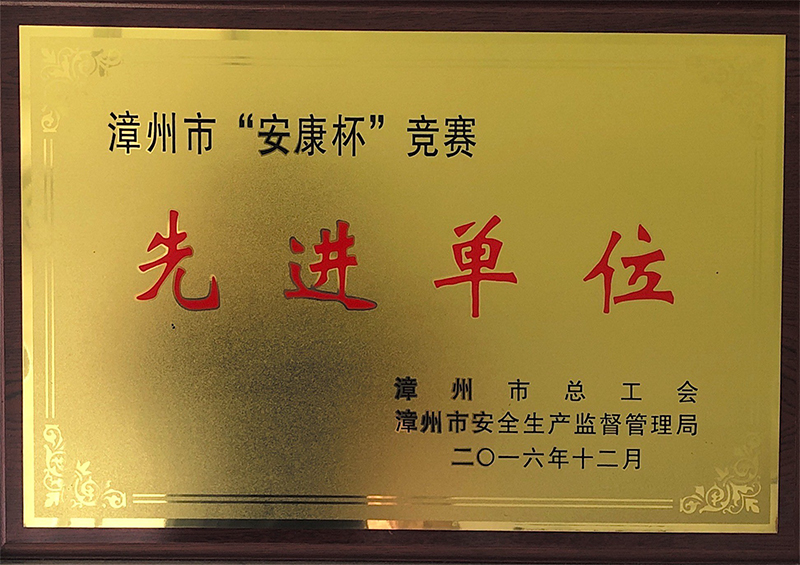 漳州市“安康杯”竞赛
先进单位
漳州市总工会
漳州市安全生产监督管理局
二〇一六年十二月